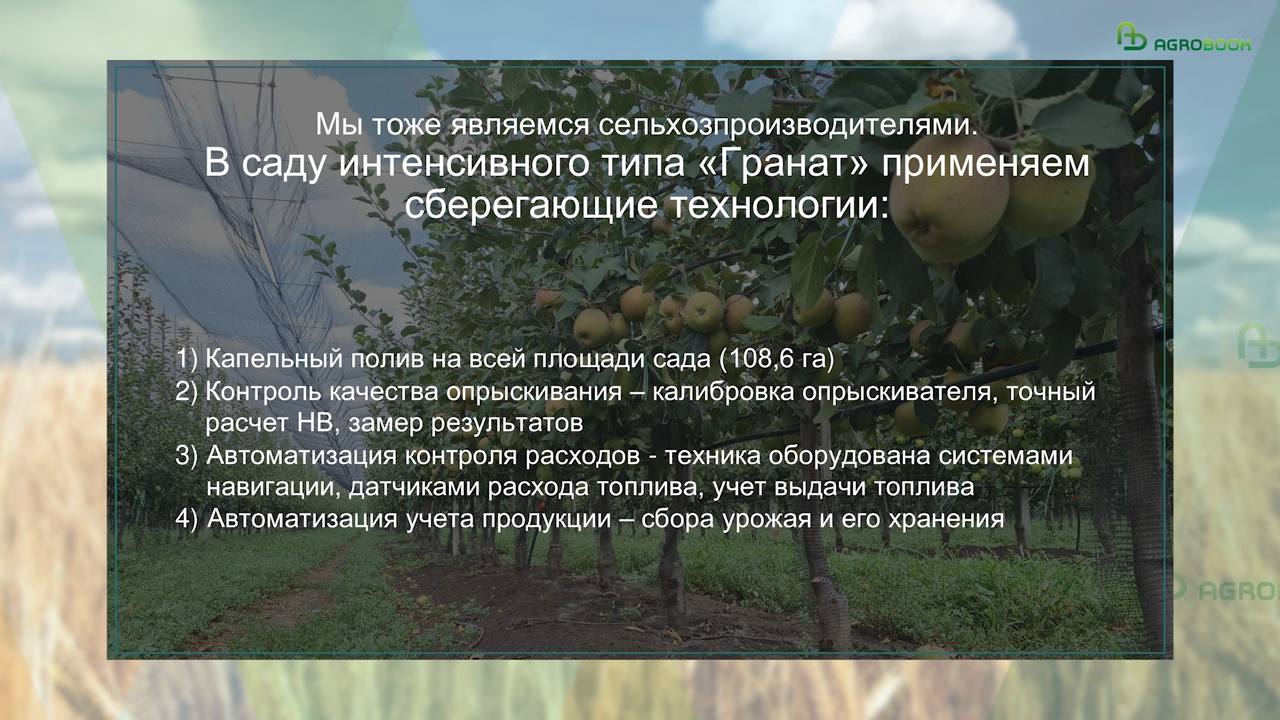 AGROBOOK
Мы тоже являемся сельхозпроизводителями.
В саду интенсивного типа «Гранат» применяем
сберегающие технологии:
1) Капельный полив на всей площади сада (108,6 га)
2) Контроль качества опрыскивания – калибровка опрыскивателя, точный
расчет НВ, замер результатов
3) Автоматизация контроля расходов - техника оборудована системами
навигации, датчиками расхода топлива, учет выдачи топлива
4) Автоматизация учета продукции – сбора урожая и его хранения
AGRO